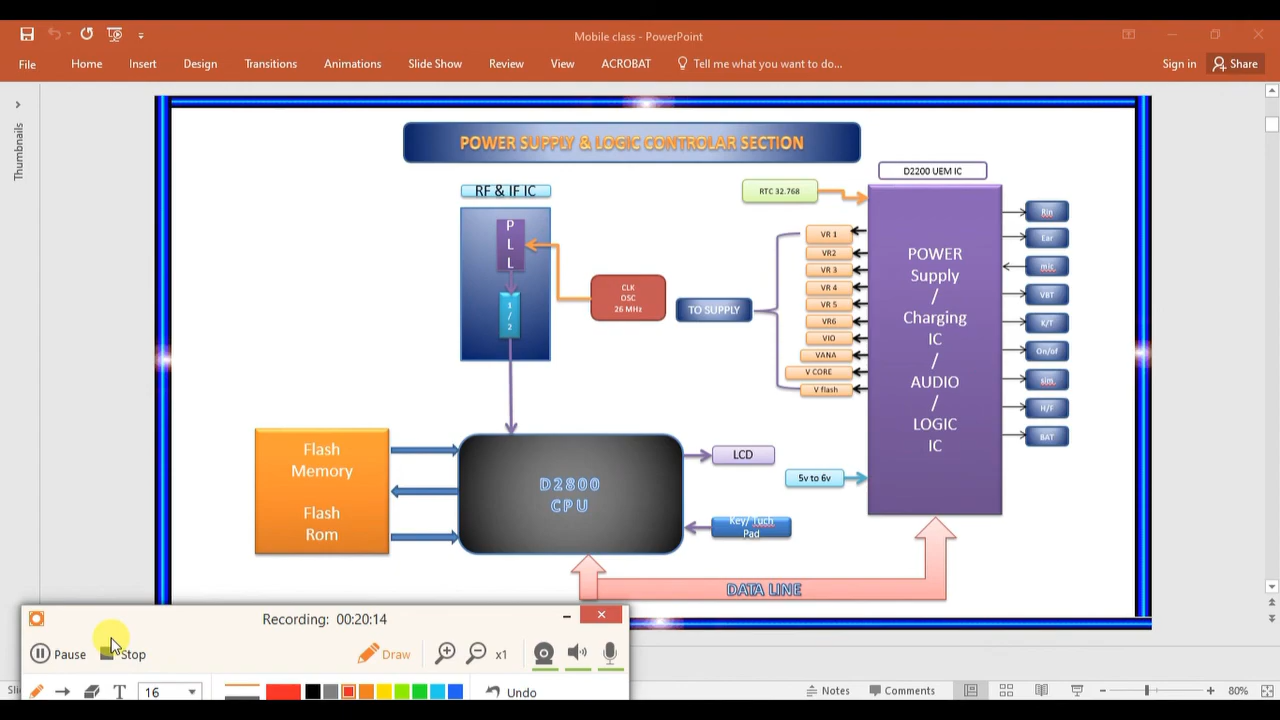 Mobile class - PowerPoint
File
Home
Insert
Design
Transitions
Animations
Slide Show
Review
View
ACROBAT
Tell me what you want to do...
Sign in
Share
Thumbnails
POWER SUPPLY & LOGIC CONTROLAR SECTION
RF & IF IC
P
L
L
1
/
2
CLK
OSC
26 MHz
TO SUPPLY
RTC 32.768
VR 1
VR2
VR 3
VR 4
VR 5
VR6
VIO
VANA
V CORE
V flash
5v to 6v
D2200 UEM IC
POWER
Supply
/
Charging
IC
/
AUDIO
/
LOGIC
IC
Ear
mic
VBT
K/T
On/of
sim
H/F
BAT
Flash
Memory
Flash
Rom
D2800
CPU
LCD
Key/ Tuch
Pad
DATA LINE
Recording: 00:20:14
Pause
Stop
Draw
x1
16
Undo
Notes
Comments
80%